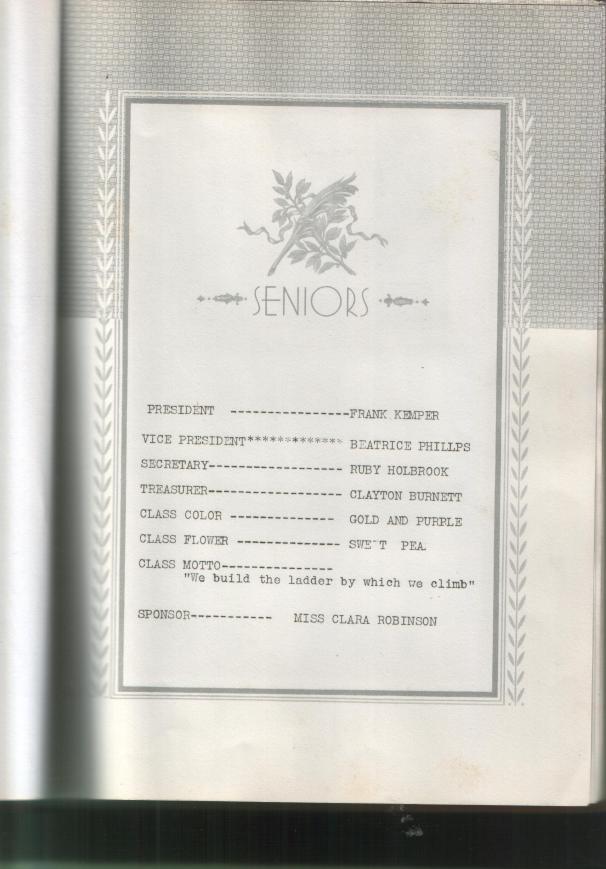 SENIORS
PRESIDENT ----------------FRANK KEMPER
VICE PRESIDENT************* BEATRICE PHILLPS
SECRETARY------------------ RUBY HOLBROOK
TREASURER------------------ CLAYTON BURNETT
CLASS COLOR -------------- GOLD AND PURPLE
CLASS FLOWER -------------- SWEET PEA
CLASS MOTTO---------------
"We build the ladder by which we climb"
SPONSOR----------- MISS CLARA ROBINSON